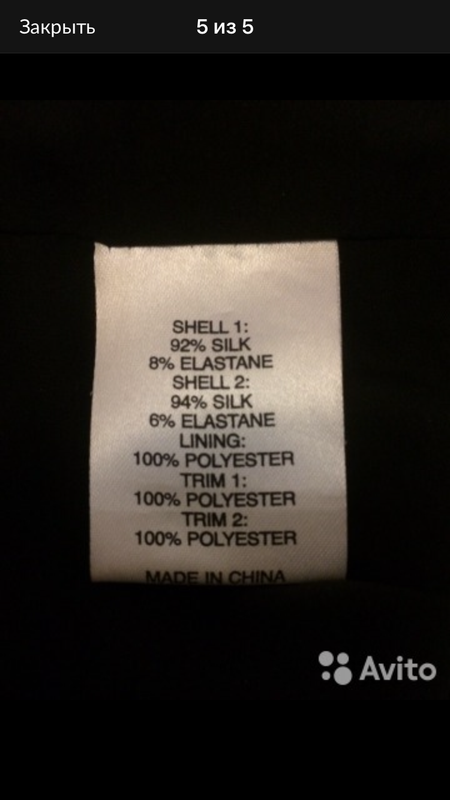 Закрыть
5 из 5
SHELL 1:
92% SILK
8% ELASTANE
SHELL 2:
94% SILK
6% ELASTANE
LINING:
100% POLYESTER
TRIM 1:
100% POLYESTER
TRIM 2:
100% POLYESTER
MADE IN CHINA
Avito